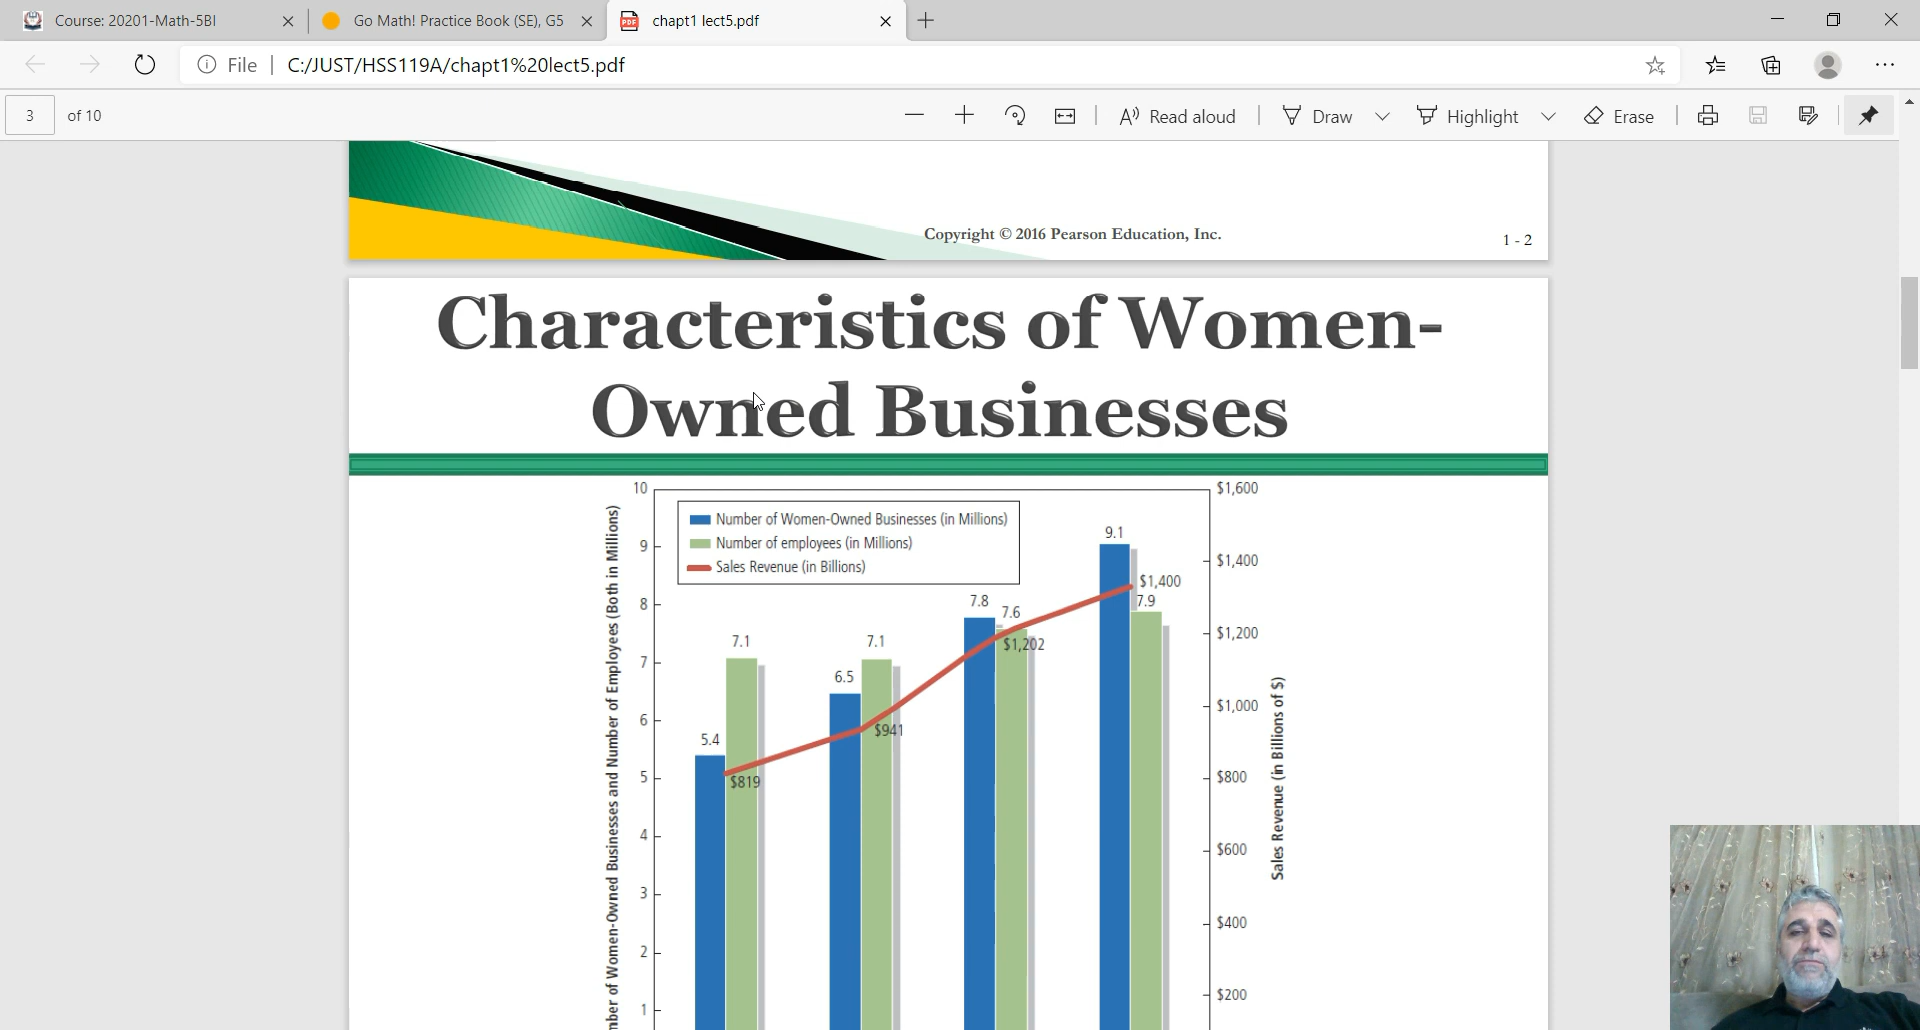 Course: 20201-Math-5BI
Go Math! Practice Book (SE), G5
chapt1 lect5.pdf
File
C:/JUST/HSS119A/chapt1%20lect5.pdf
3
of 10
Read aloud
Draw
Highlight
Erase
Copyright © 2016 Pearson Education, Inc.
1 - 2
Characteristics of Women-
Owned Businesses
Number of Women-Owned Businesses (in Millions)
Number of employees (in Millions)
Sales Revenue (in Billions)
10
9
8
7
6
5
4
3
2
1
mber of Women-Owned Businesses and Number of Employees (Both in Millions)
5.4
7.1
$819
6.5
7.1
$941
7.8
7.6
$1,202
9.1
$1,400
7.9
$1,600
$1,400
$1,200
$1,000
$800
$600
$400
$200
Sales Revenue (in Billions of $)